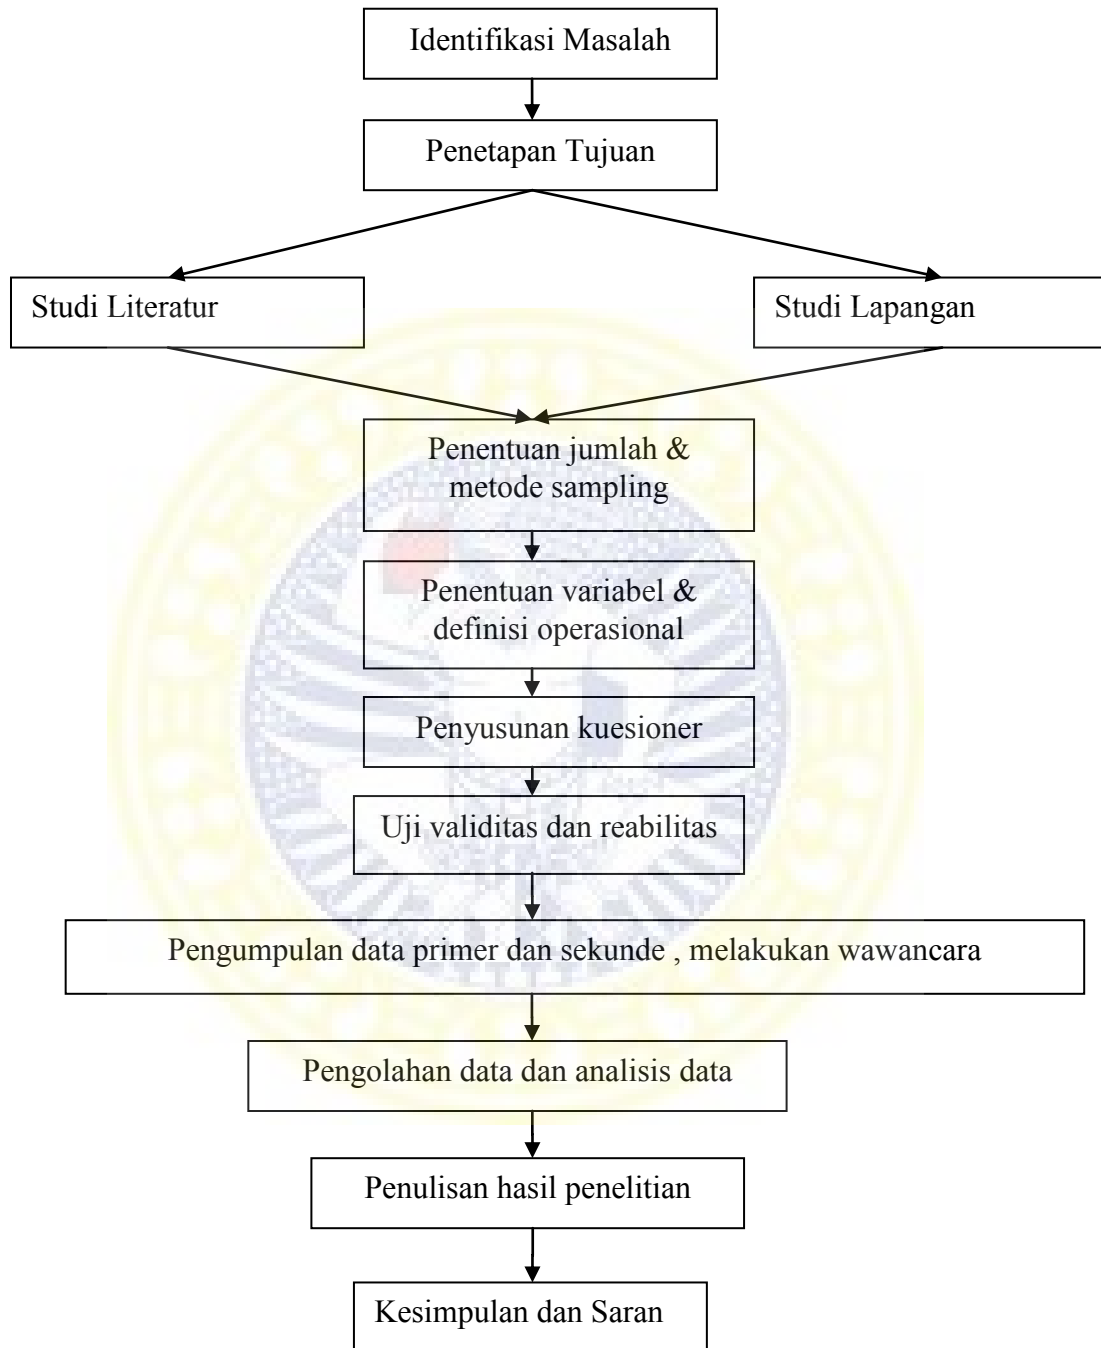 Identifikasi Masalah
Penetapan Tujuan
Studi Literatur
Studi Lapangan
Penentuan jumlah &
metode sampling
Penentuan variabel &
definisi operasional
Penyusunan kuesioner
Uji validitas dan reabilitas
Pengumpulan data primer dan sekunde , melakukan wawancara
Pengolahan data dan analisis data
Penulisan hasil penelitian
Kesimpulan dan Saran